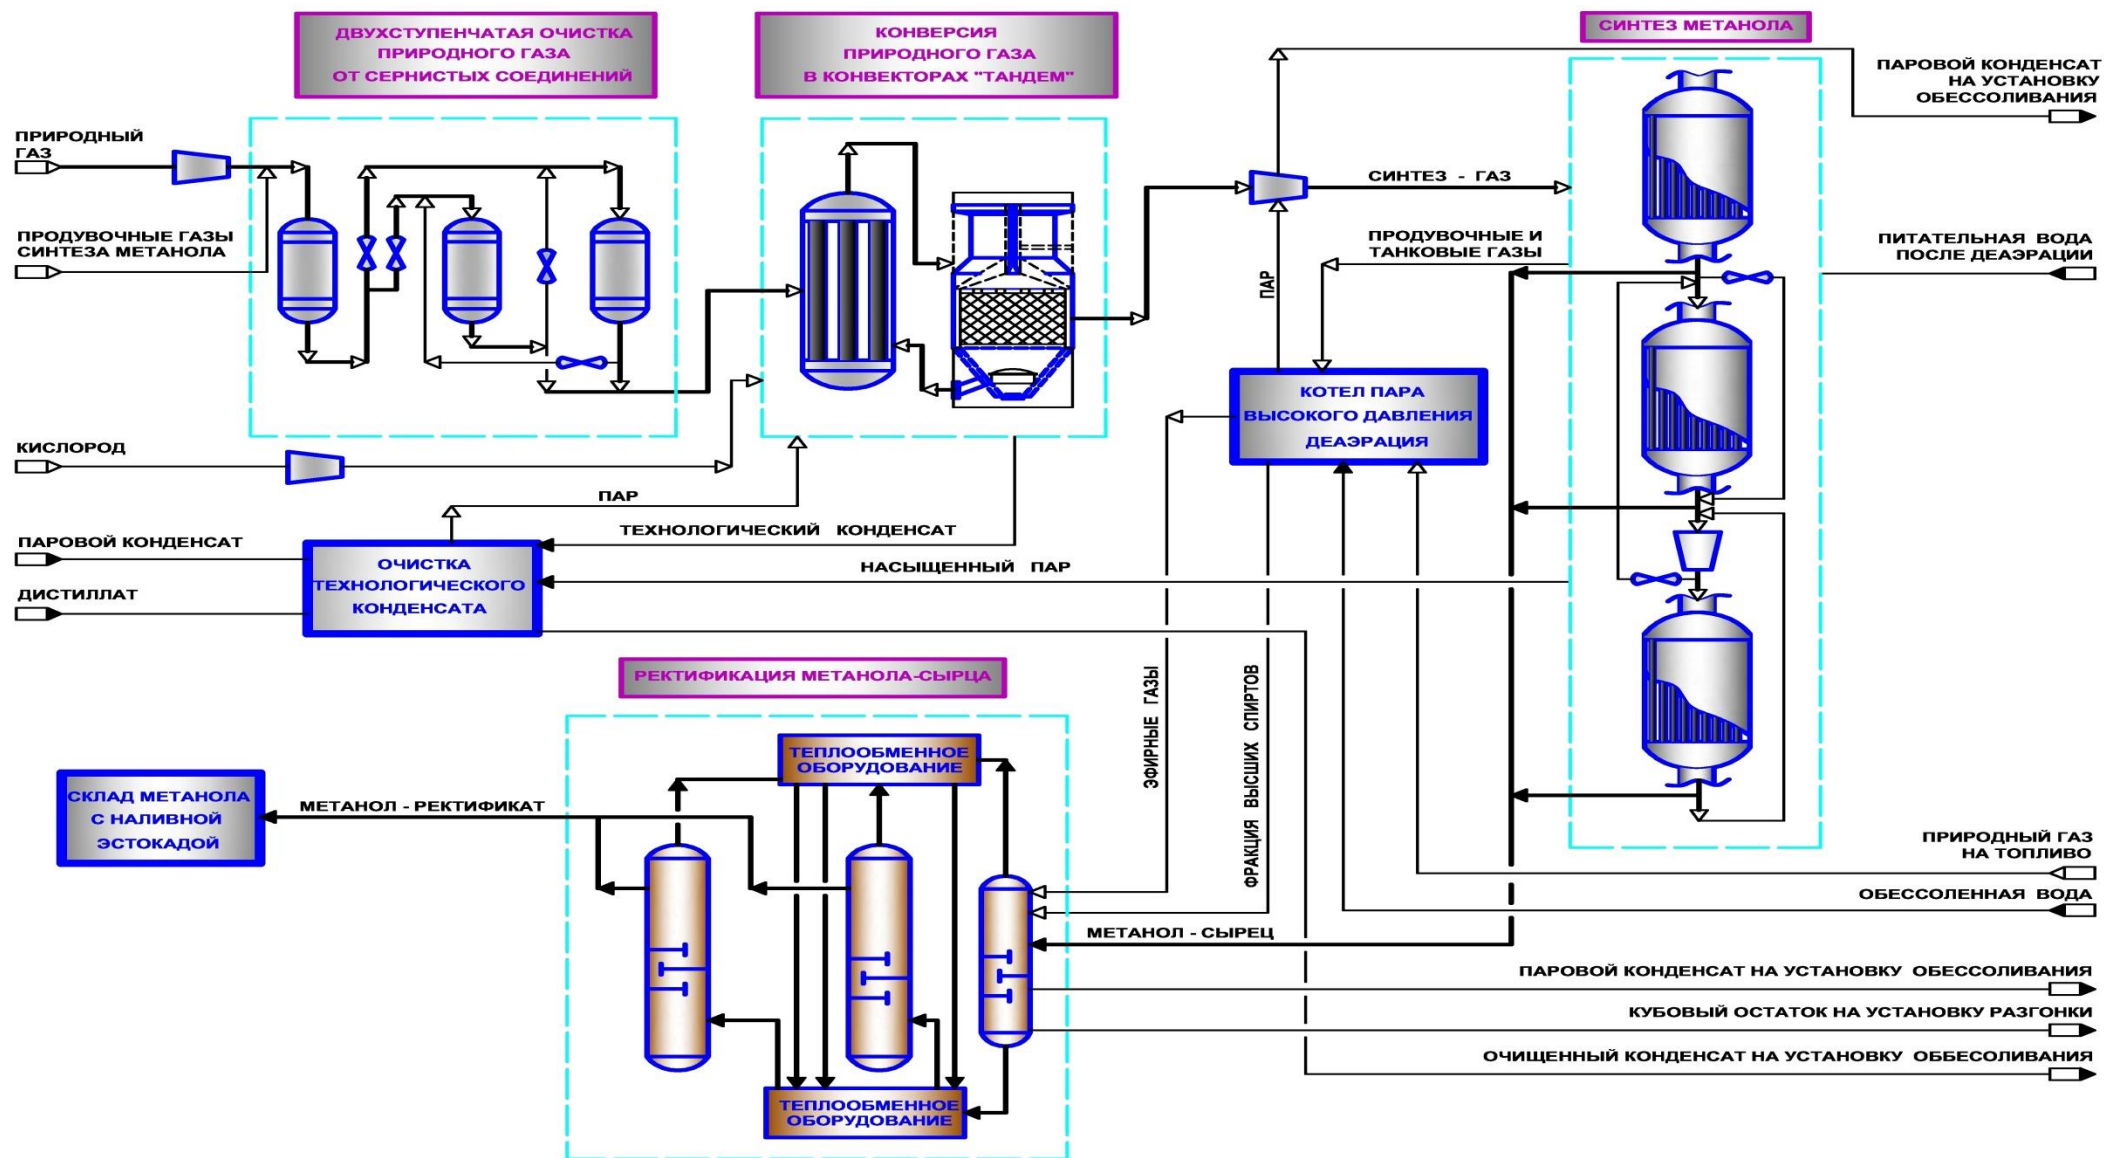 ДВУХСТУПЕНЧАТАЯ ОЧИСТКА
ПРИРОДНОГО ГАЗА
ОТ СЕРНИСТЫХ СОЕДИНЕНИЙ
КОНВЕРСИЯ
ПРИРОДНОГО ГАЗА
В КОНВЕКТОРАХ "ТАНДЕМ"
СИНТЕЗ МЕТАНОЛА
ПАРОВОЙ КОНДЕНСАТ
НА УСТАНОВКУ
ОБЕССОЛИВАНИЯ
ПРИРОДНЫЙ
ГАЗ
СИНТЕЗ - ГАЗ
ПРОДУВОЧНЫЕ ГАЗЫ
СИНТЕЗА МЕТАНОЛА
ПРОДУВОЧНЫЕ И
ТАНКОВЫЕ ГАЗЫ
ПАР
ПИТАТЕЛЬНАЯ ВОДА
ПОСЛЕ ДЕАЭРАЦИИ
КОТЕЛ ПАРА
ВЫСОКОГО ДАВЛЕНИЯ
ДЕАЭРАЦИЯ
КИСЛОРОД
ПАР
ТЕХНОЛОГИЧЕСКИЙ КОНДЕНСАТ
ПАРОВОЙ КОНДЕНСАТ
НАСЫЩЕННЫЙ ПАР
ДИСТИЛЛАТ
ОЧИСТКА
ТЕХНОЛОГИЧЕСКОГО
КОНДЕНСАТА
РЕКТИФИКАЦИЯ МЕТАНОЛА-СЫРЦА
ЭФИРНЫЕ ГАЗЫ
ФРАКЦИЯ ВЫСШИХ СПИРТОВ
ТЕПЛООБМЕННОЕ
ОБОРУДОВАНИЕ
СКЛАД МЕТАНОЛА
С НАЛИВНОЙ
ЭСТОКАДОЙ
МЕТАНОЛ - РЕКТИФИКАТ
ПРИРОДНЫЙ ГАЗ
НА ТОПЛИВО
ОБЕССОЛЕННАЯ ВОДА
МЕТАНОЛ - СЫРЕЦ
ПАРОВОЙ КОНДЕНСАТ НА УСТАНОВКУ ОБЕССОЛИВАНИЯ
КУБОВЫЙ ОСТАТОК НА УСТАНОВКУ РАЗГОНКИ
ОЧИЩЕННЫЙ КОНДЕНСАТ НА УСТАНОВКУ ОББЕСОЛИВАНИЯ
ТЕПЛООБМЕННОЕ
ОБОРУДОВАНИЕ